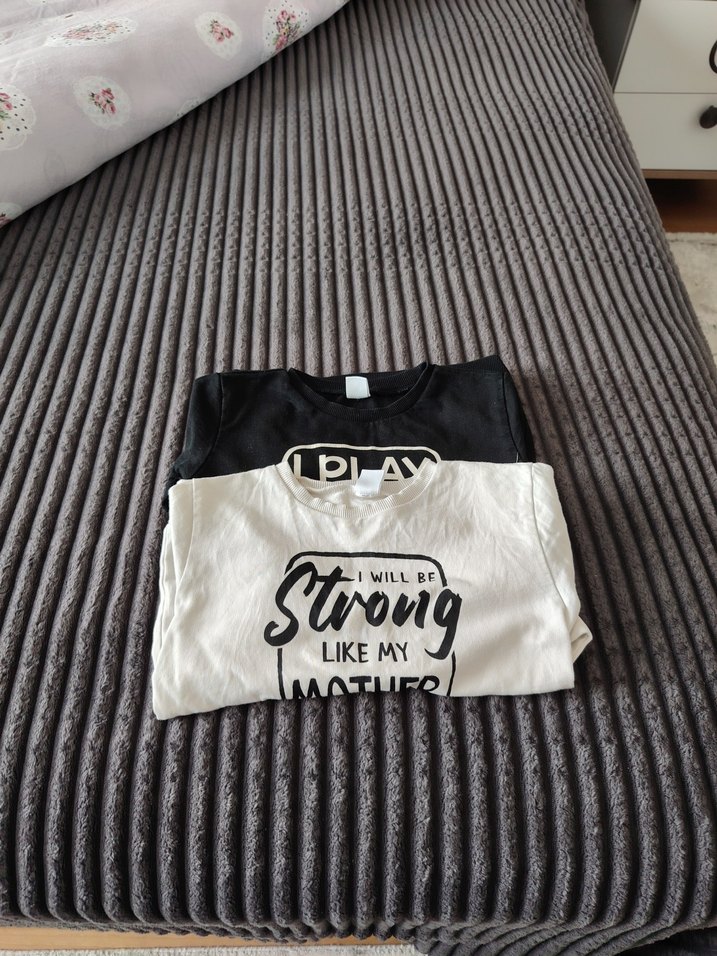 I PLAY
I WILL BE
Strong
LIKE MY
MOTHER